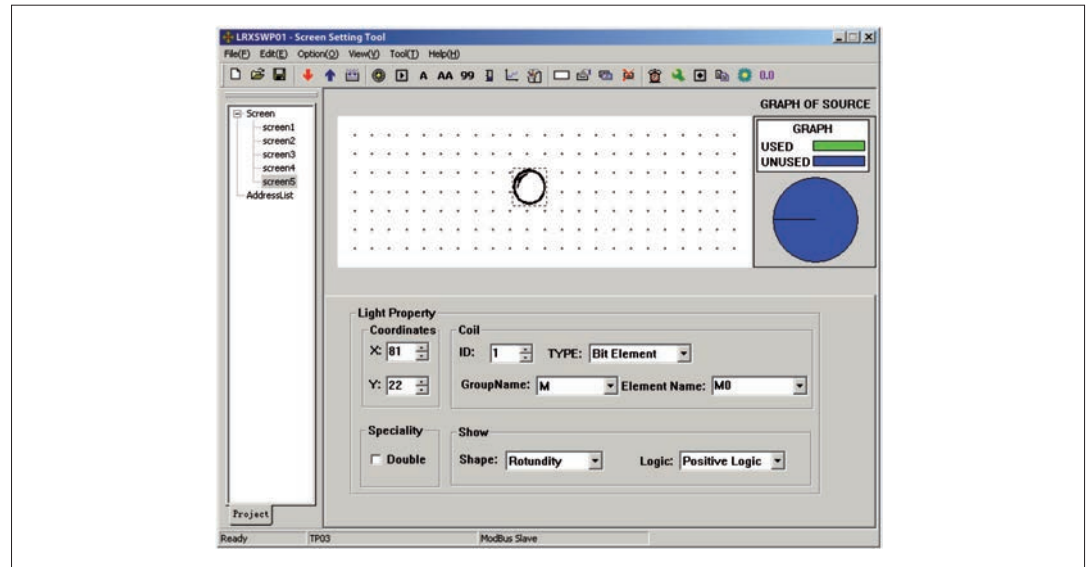 LRXSWP01 - Screen Setting Tool
File(F) Edit(E) Option(O) View(V) Tool(T) Help(H)
A AA 99 0.0
GRAPH OF SOURCE
Screen
screen1
screen2
screen3
screen4
screen5
AddressList
GRAPH
USED
UNUSED
Light Property
Coordinates
X: 81
Y: 22
Coil
ID: 1 TYPE: Bit Element
GroupName: M Element Name: M0
Speciality
Double
Show
Shape: Rotundity Logic: Positive Logic
Project
Ready TP03 ModBus Slave